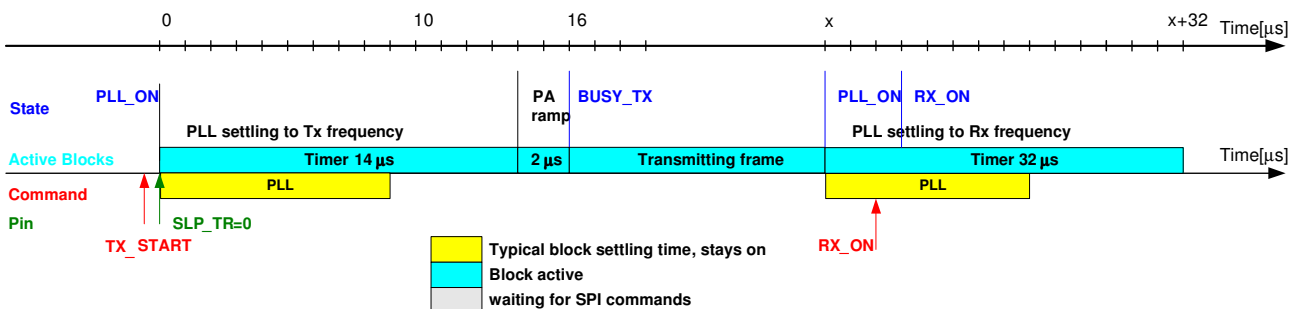 0 10 16 x x+32 Time[μs]
State PLL_ON PA BUSY_TX PLL_ON RX_ON
ramp
PLL settling to Tx frequency PLL settling to Rx frequency
Active Blocks Timer 14 μs 2 μs Transmitting frame Timer 32 μs Time[μs]
Command PLL PLL
Pin SLP_TR=0
TX_START RX_ON
Typical block settling time, stays on
Block active
waiting for SPI commands